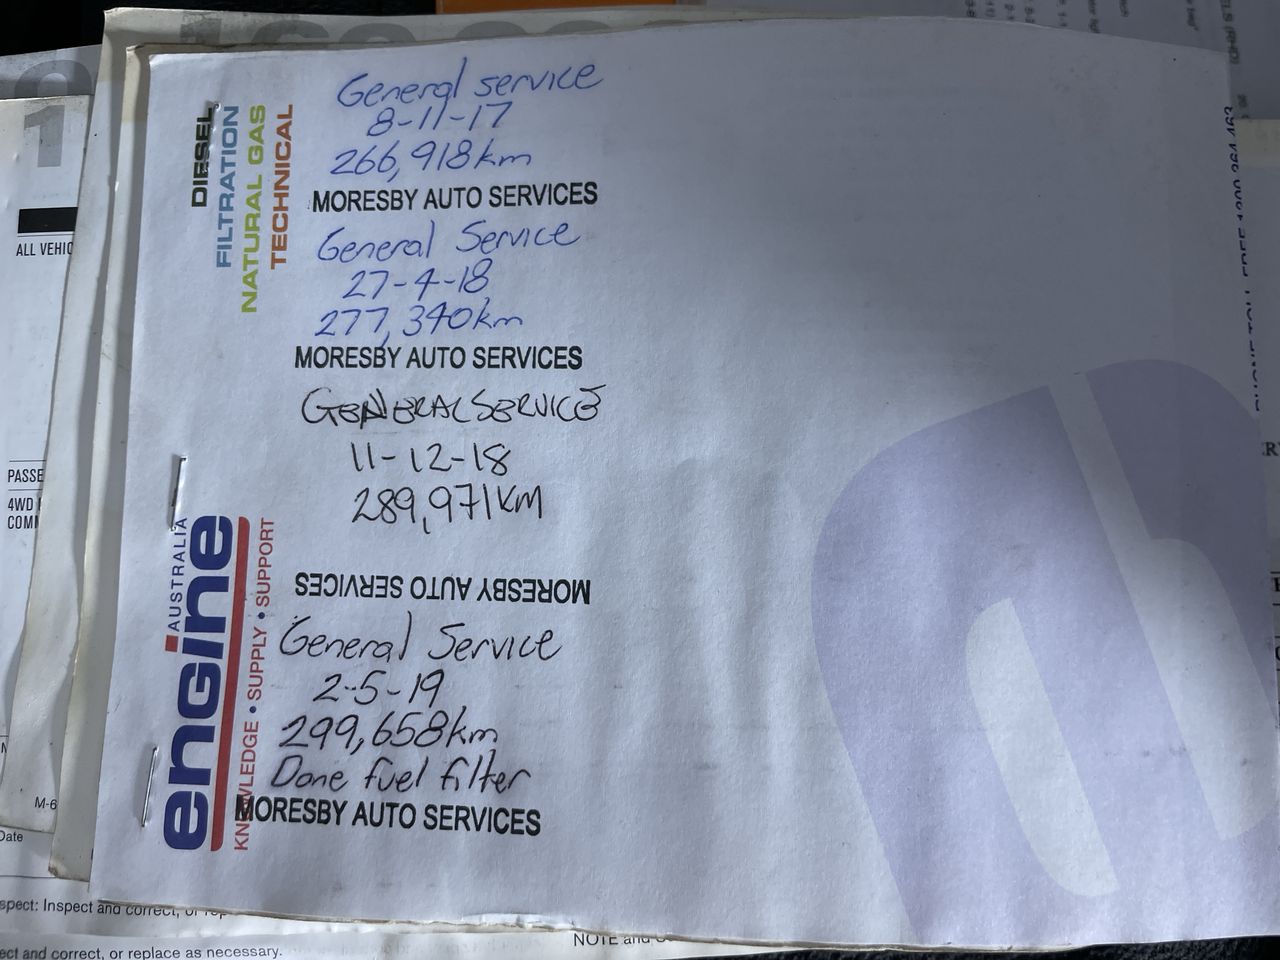 General service
8-11-17
266,918km
MORESBY AUTO SERVICES
General Service
27-4-18
277,340km
MORESBY AUTO SERVICES
GENERAL SERVICE
11-12-18
289,971KM
MORESBY AUTO SERVICES
General Service
2-5-19
299,658km
Done fuel filter
MORESBY AUTO SERVICES
DIESEL
FILTRATION
NATURAL GAS
TECHNICAL
AUSTRALIA
engine
KNOWLEDGE • SUPPLY • SUPPORT
ALL VEHIC
PASSE
4WD
COMM
M-6
Date
spect: Inspect and correct, or rep
ect and correct, or replace as necessary.
NOTE and